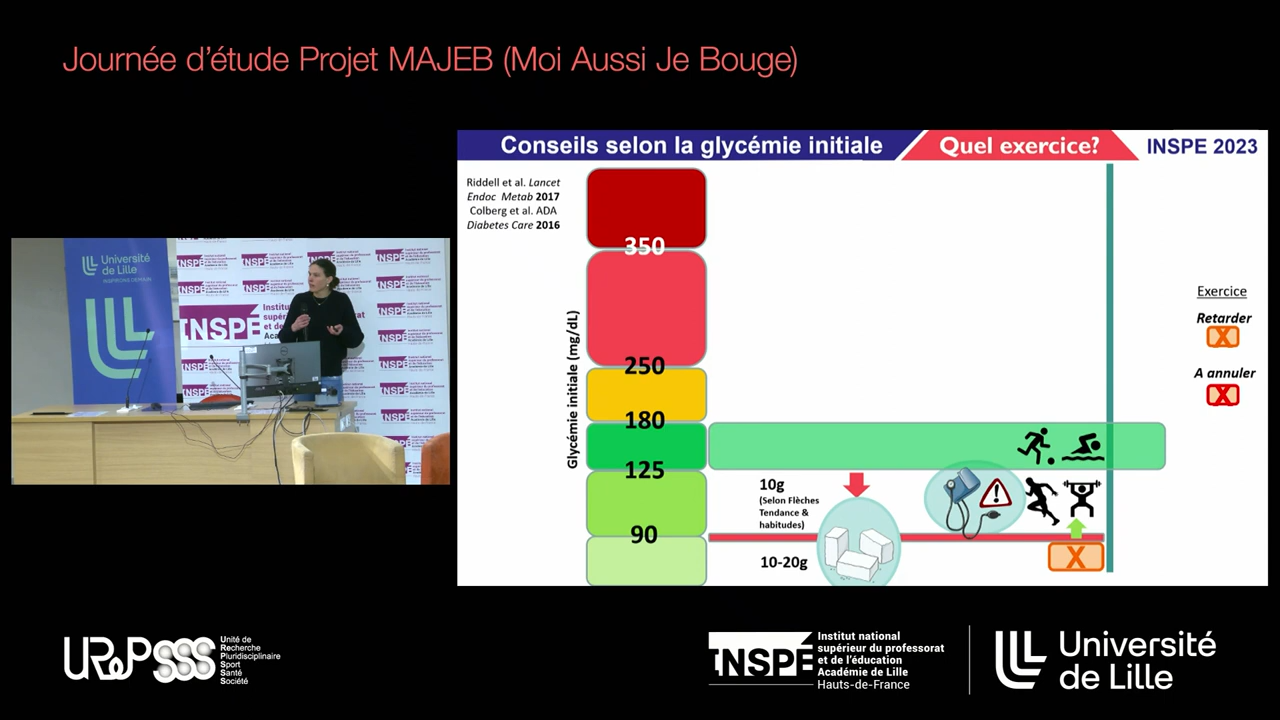 Journée d'étude Projet MAJEB (Moi Aussi Je Bouge)
Conseils selon la glycémie initiale
Quel exercice?
INSPE 2023
Riddell et al. Lancet
Endoc Metab 2017
Colberg et al. ADA
Diabetes Care 2016
Glycémie initiale (mg/dL)
350
250
180
125
90
10g
(Selon Flèches
Tendance &
habitudes)
10-20g
X
Exercice
Retarder
X
A annuler
X
Université
de Lille
INSPÉ
Institut national
URePSSS
Unité de
Recherche
Pluridisciplinaire
Sport
Santé
Société
INSPÉ
Institut national
supérieur du professorat
et de l'éducation
Académie de Lille
Hauts-de-France
Université
de Lille